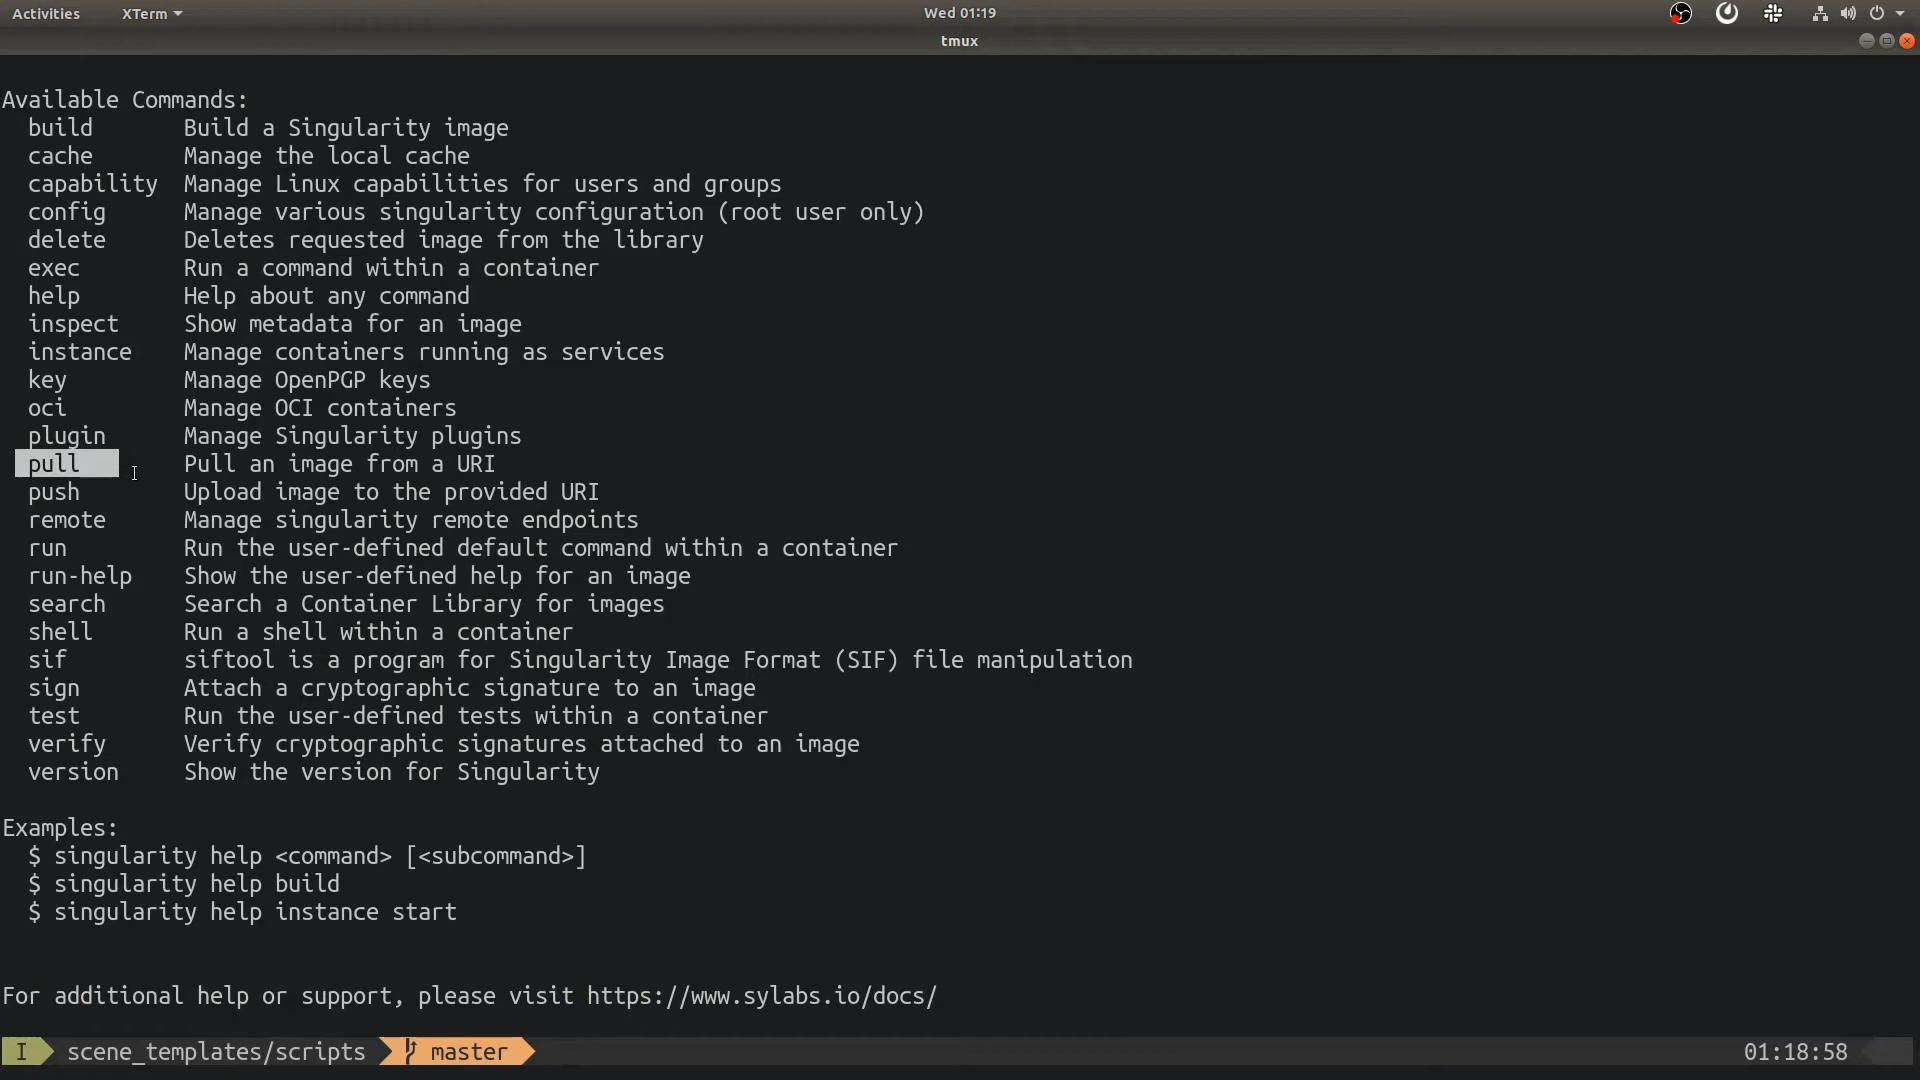 Activities XTerm Wed 01:19
tmux
Available Commands:
build Build a Singularity image
cache Manage the local cache
capability Manage Linux capabilities for users and groups
config Manage various singularity configuration (root user only)
delete Deletes requested image from the library
exec Run a command within a container
help Help about any command
inspect Show metadata for an image
instance Manage containers running as services
key Manage OpenPGP keys
oci Manage OCI containers
plugin Manage Singularity plugins
pull Pull an image from a URI
push Upload image to the provided URI
remote Manage singularity remote endpoints
run Run the user-defined default command within a container
run-help Show the user-defined help for an image
search Search a Container Library for images
shell Run a shell within a container
sif siftool is a program for Singularity Image Format (SIF) file manipulation
sign Attach a cryptographic signature to an image
test Run the user-defined tests within a container
verify Verify cryptographic signatures attached to an image
version Show the version for Singularity
Examples:
$ singularity help <command> [<subcommand>]
$ singularity help build
$ singularity help instance start
For additional help or support, please visit https://www.sylabs.io/docs/
I scene_templates/scripts master 01:18:58